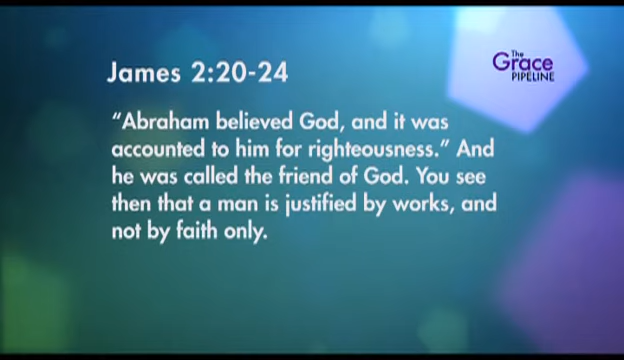 The
Grace
PIPELINE
James 2:20-24
“Abraham believed God, and it was
accounted to him for righteousness.” And
he was called the friend of God. You see
then that a man is justified by works, and
not by faith only.